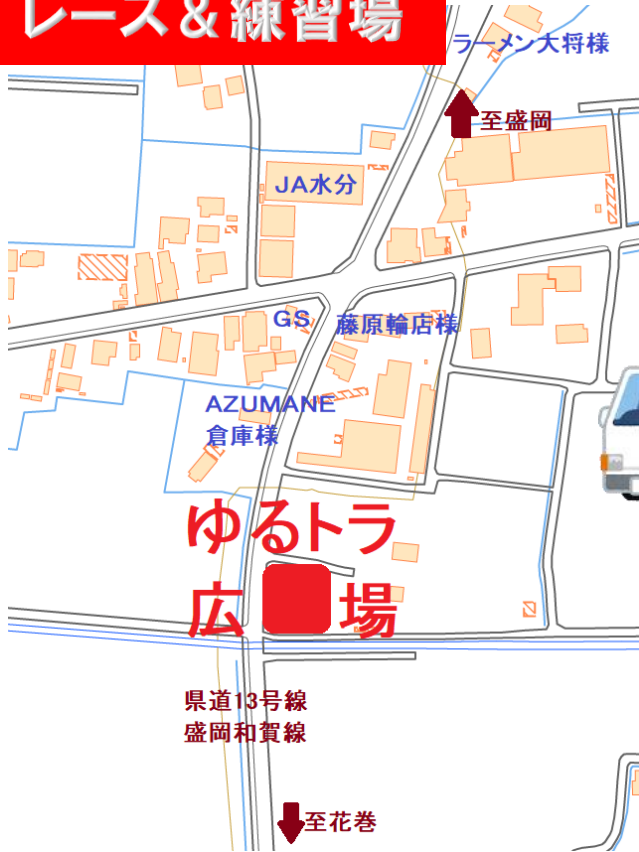 レース&練習場
ラーメン大将様
至盛岡
JA水分
GS
藤原輪店様
AZUMANE
倉庫様
ゆるトラ
広場
県道13号線
盛岡和賀線
至花巻